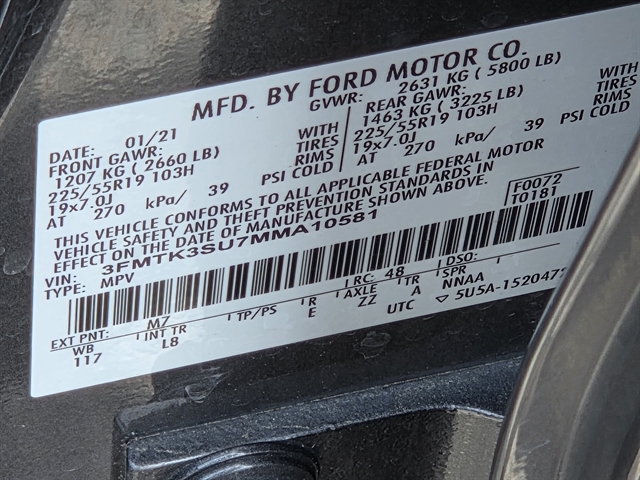 MFD. BY FORD MOTOR CO.
DATE: 01/21 GVWR: 2631 KG ( 5800 LB)
FRONT GAWR: REAR GAWR:
1207 KG ( 2660 LB) WITH 1463 KG ( 3225 LB) WITH
225/55R19 103H TIRES 225/55R19 103H TIRES
19x7.0J RIMS 19x7.0J RIMS
AT 270 kPa/ 39 PSI COLD AT 270 kPa/ 39 PSI COLD
THIS VEHICLE CONFORMS TO ALL APPLICABLE FEDERAL MOTOR
VEHICLE SAFETY AND THEFT PREVENTION STANDARDS IN
EFFECT ON THE DATE OF MANUFACTURE SHOWN ABOVE.
VIN: 3FMTK3SU7MMA10581 F0072
TYPE: MPV T0181
EXT PNT: M7 RC: 48 DSO:
WB INT TR TP/PS R AXLE TR SPR
117 L8 E ZZ A NNAA
UTC ▽ 5U5A-1520472